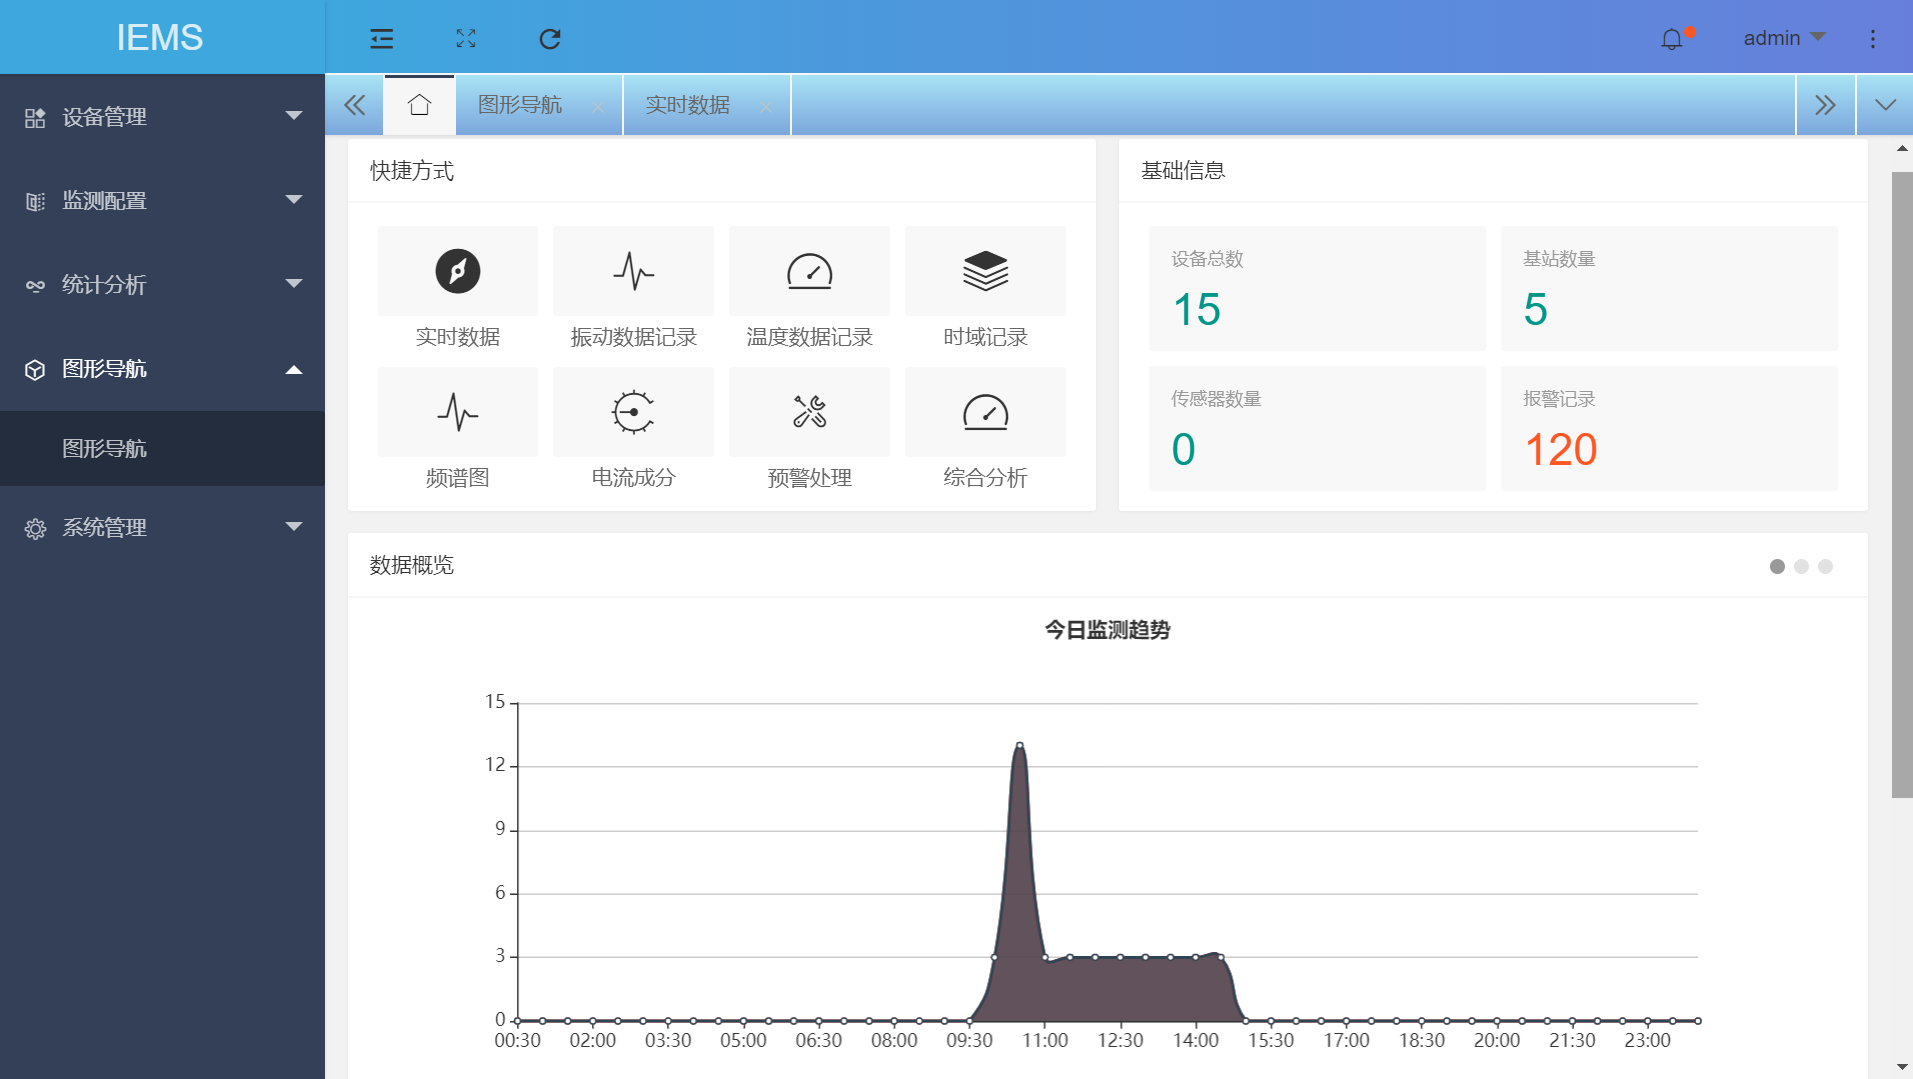 IEMS
admin
设备管理
监测配置
统计分析
图形导航
图形导航
系统管理
图形导航
实时数据
快捷方式
实时数据
振动数据记录
温度数据记录
时域记录
频谱图
电流成分
预警处理
综合分析
基础信息
设备总数
15
基站数量
5
传感器数量
0
报警记录
120
数据概览
今日监测趋势
15
12
9
6
3
0
00:30 02:00 03:30 05:00 06:30 08:00 09:30 11:00 12:30 14:00 15:30 17:00 18:30 20:00 21:30 23:00